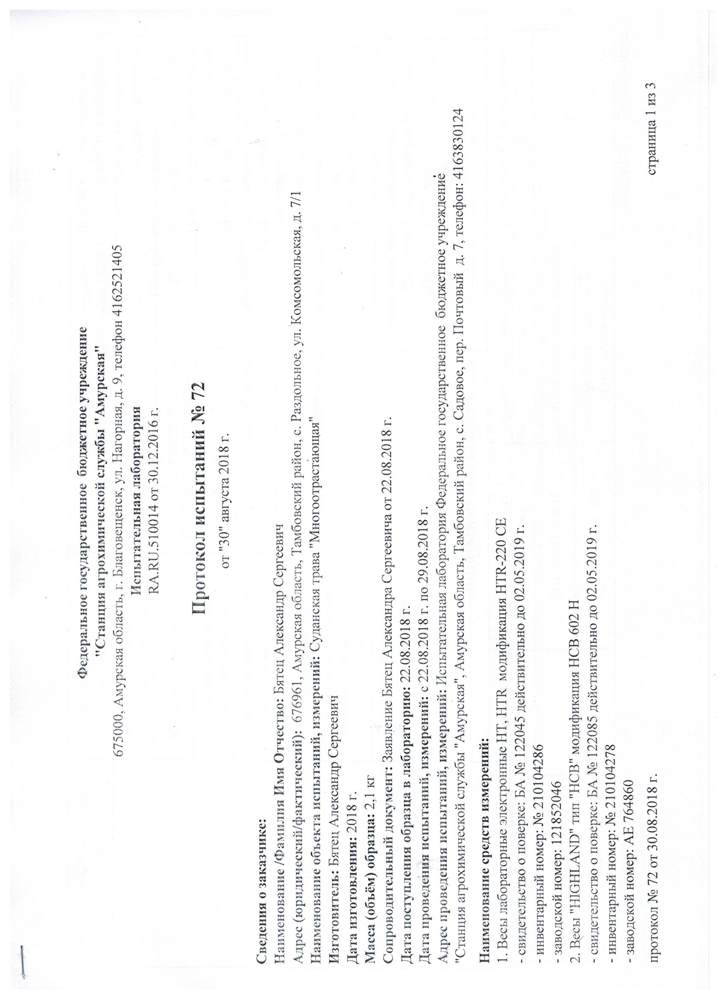 Федеральное государственное бюджетное учреждение
"Станция агрохимической службы "Амурская"
675000, Амурская область, г. Благовещенск, ул. Нагорная, д. 9, телефон 4162521405
Испытательная лаборатория
RA.RU.510014 от 30.12.2016 г.
Протокол испытаний № 72
от "30" августа 2018 г.
Сведения о заказчике:
Наименование /Фамилия Имя Отчество: Бятец Александр Сергеевич
Адрес (юридический/фактический): 676961, Амурская область, Тамбовский район, с. Раздольное, ул. Комсомольская, д. 7/1
Наименование объекта испытаний, измерений: Суданская трава "Многоотрастающая"
Изготовитель: Бятец Александр Сергеевич
Дата изготовления: 2018 г.
Масса (объём) образца: 2,1 кг
Сопроводительный документ: Заявление Бятец Александра Сергеевича от 22.08.2018 г.
Дата поступления образца в лабораторию: 22.08.2018 г.
Дата проведения испытаний, измерений: с 22.08.2018 г. по 29.08.2018 г.
Адрес проведения испытаний, измерений: Испытательная лаборатория Федеральное государственное бюджетное учреждение
"Станция агрохимической службы "Амурская", Амурская область, Тамбовский район, с. Садовое, пер. Почтовый д. 7, телефон: 4163830124
Наименование средств измерений:
1. Весы лабораторные электронные HT, HTR модификация HTR-220 CE
- свидетельство о поверке: БА № 122045 действительно до 02.05.2019 г.
- инвентарный номер: № 210104286
- заводской номер: 121852046
2. Весы "HIGHLAND" тип "HCB" модификация HCB 602 H
- свидетельство о поверке: БА № 122085 действительно до 02.05.2019 г.
- инвентарный номер: № 210104278
- заводской номер: AE 764860
протокол № 72 от 30.08.2018 г.
страница 1 из 3